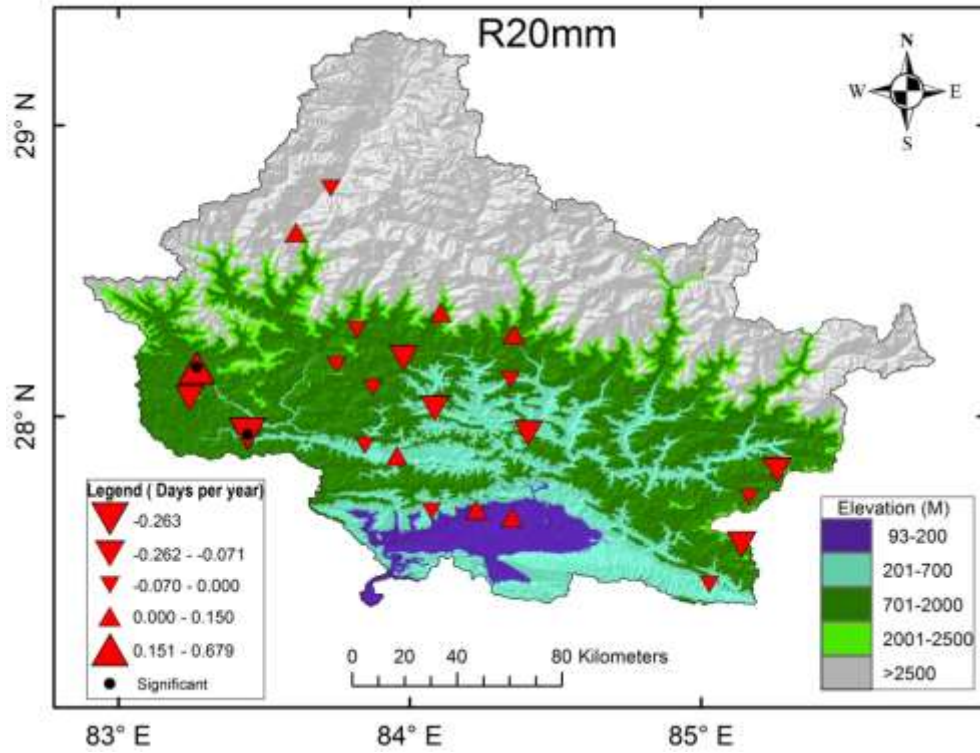 R20mm
N
W E
S
29° N
28° N
Legend ( Days per year)
-0.263
-0.262 - -0.071
-0.070 - 0.000
0.000 - 0.150
0.151 - 0.679
Significant
0 20 40 80 Kilometers
Elevation (M)
93-200
201-700
701-2000
2001-2500
>2500
83° E 84° E 85° E